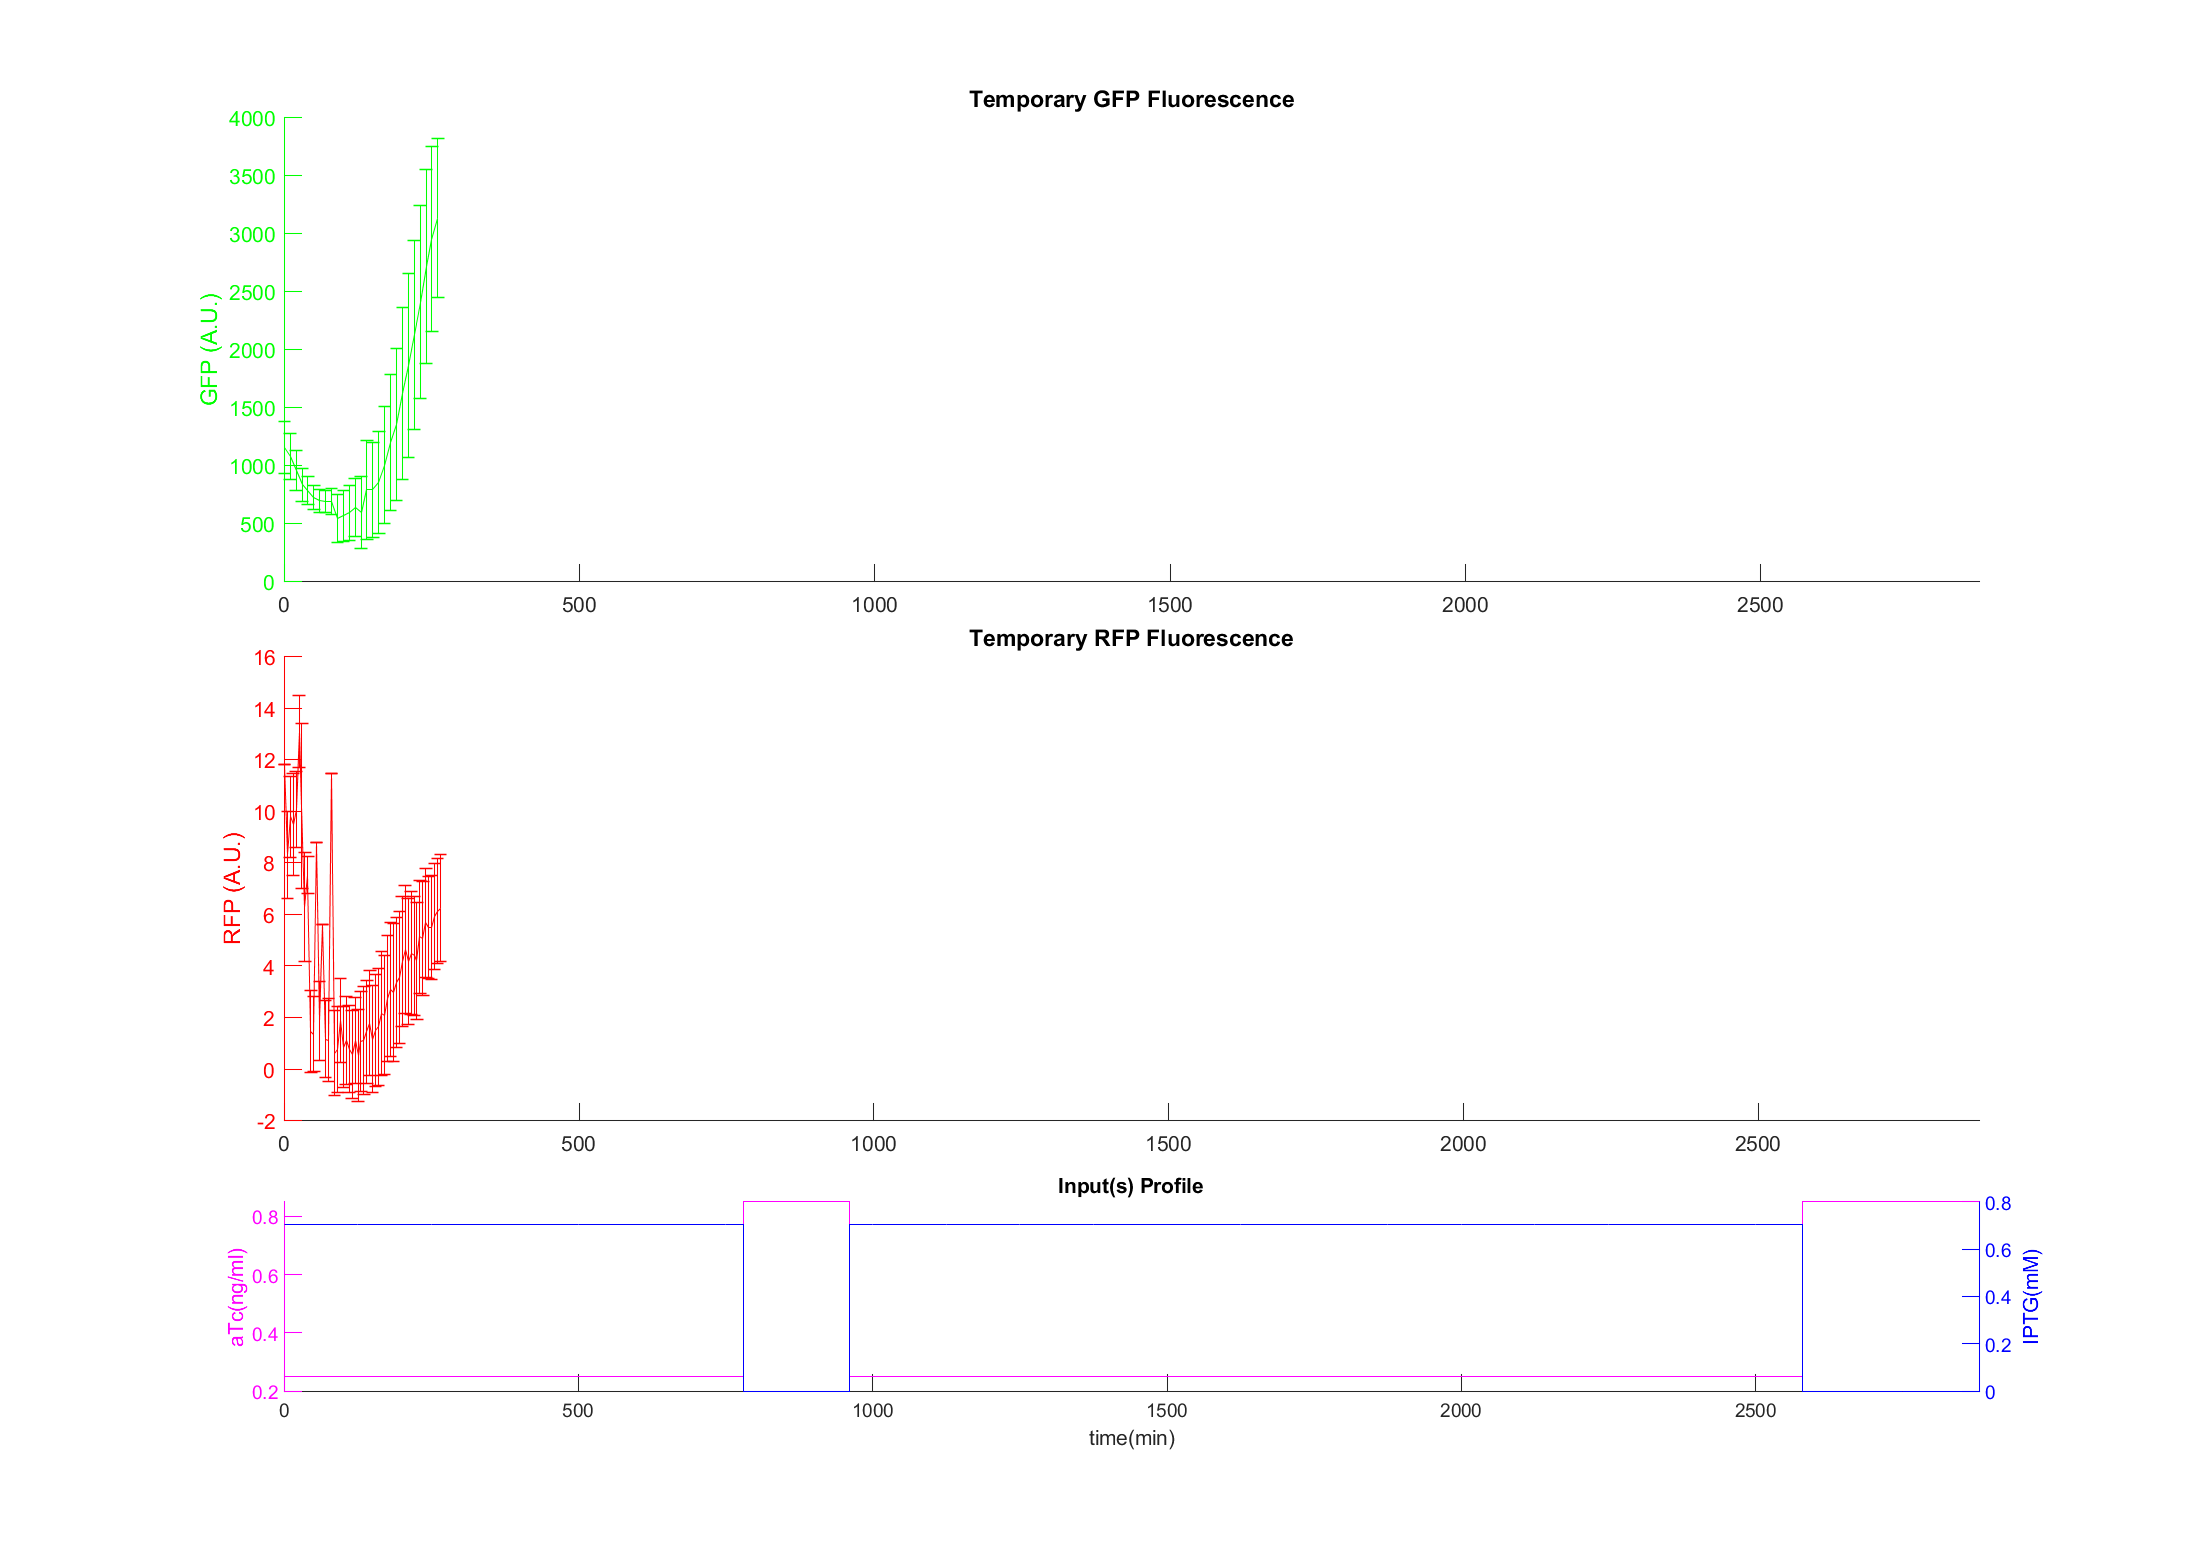 Temporary GFP Fluorescence
4000
3500
3000
2500
2000
1500
1000
500
0
GFP (A.U.)
0 500 1000 1500 2000 2500
Temporary RFP Fluorescence
16
14
12
10
8
6
4
2
0
-2
RFP (A.U.)
0 500 1000 1500 2000 2500
Input(s) Profile
0.8
0.6
0.4
0.2
aTc(ng/ml)
0.8
0.6
0.4
0.2
0
IPTG(mM)
0 500 1000 1500 2000 2500
time(min)